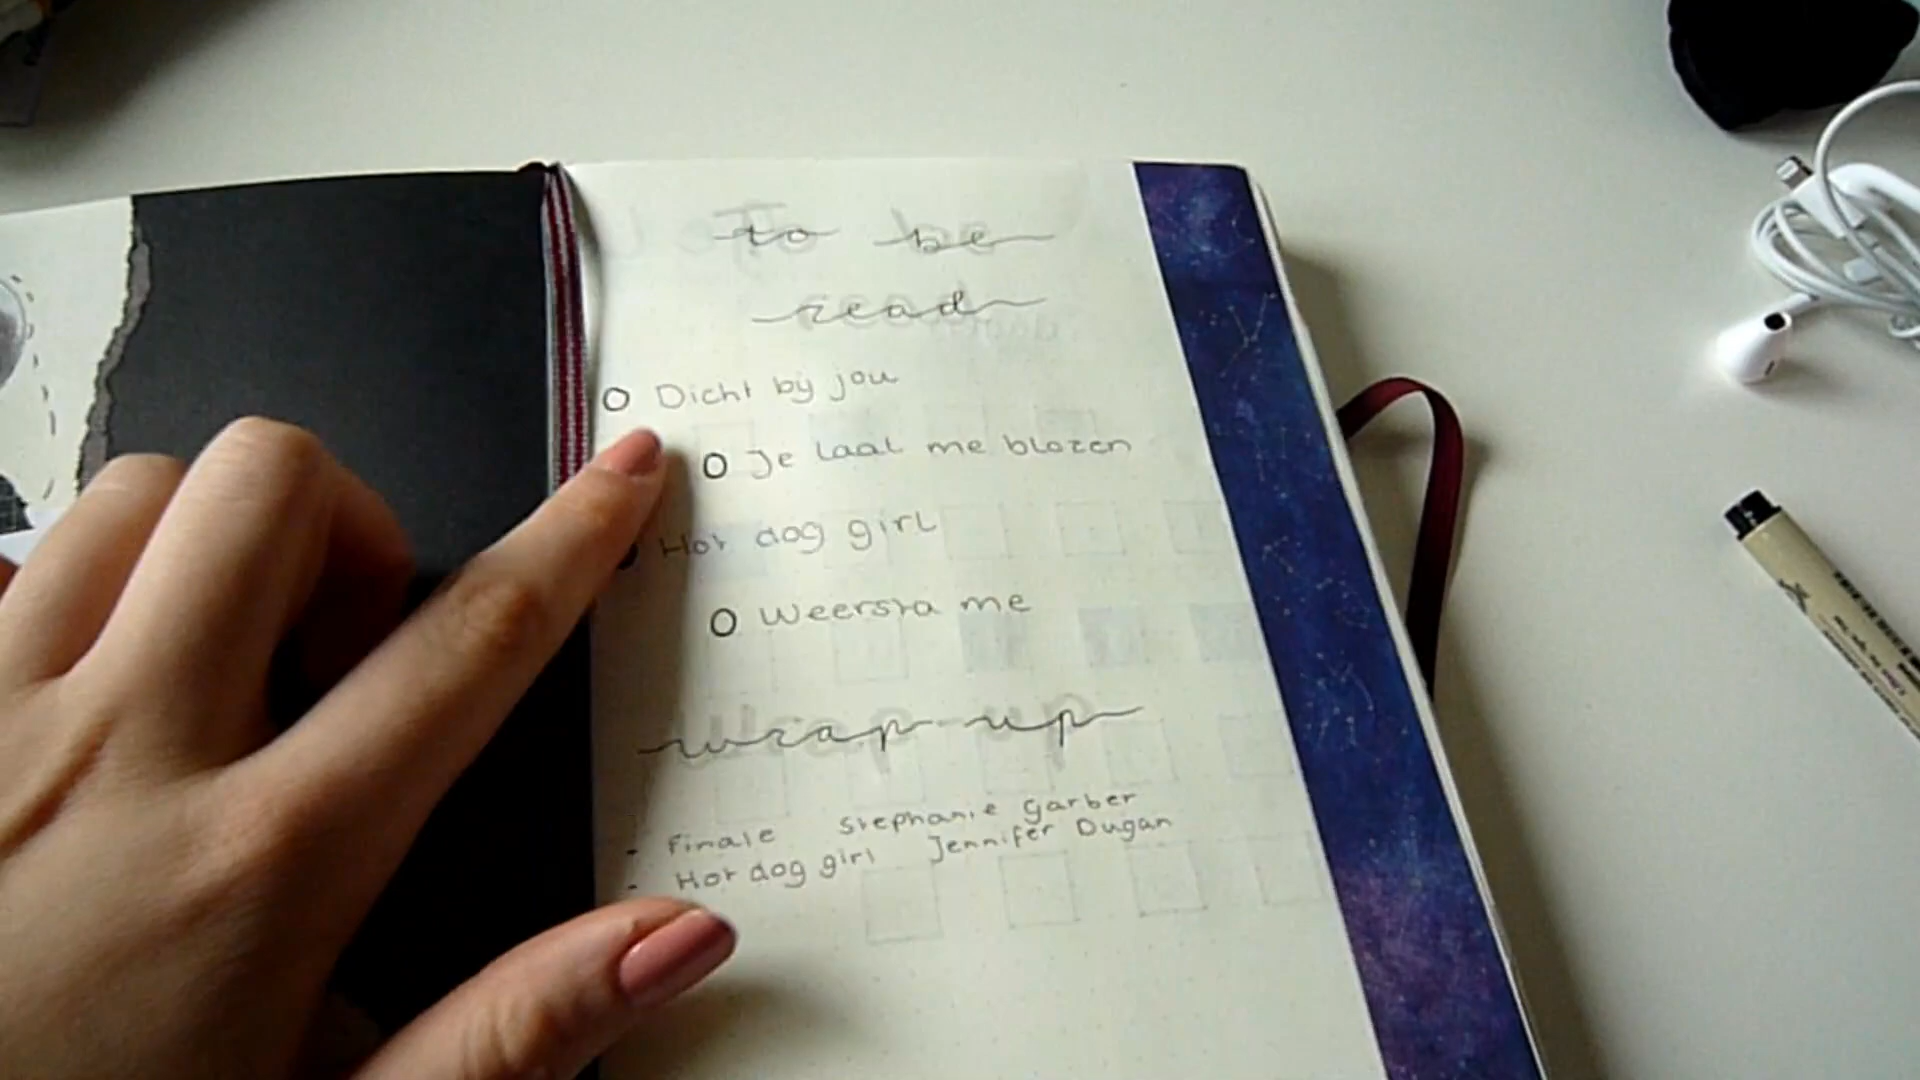 to be
read
O Dicht bij jou
O Je laat me blozen
Hot dog girl
O Weersta me
wrap-up
- Finale Stephanie Garber
- Hot dog girl Jennifer Dugan